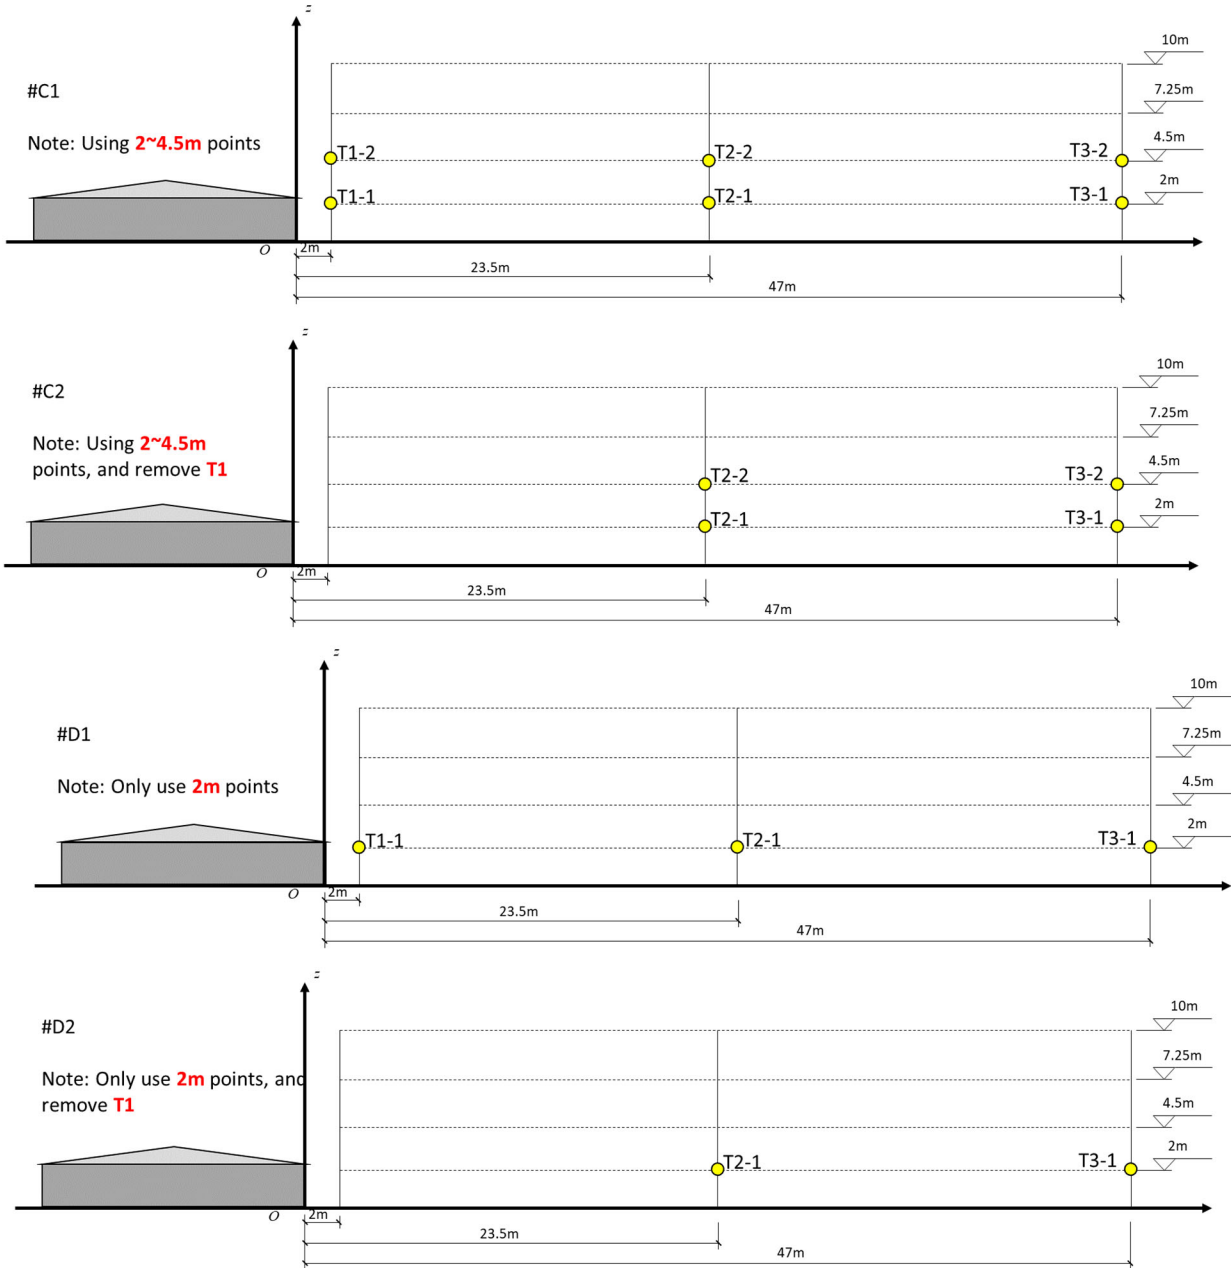 z
10m
#C1
7.25m
Note: Using 2~4.5m points
T1-2
T2-2
T3-2
4.5m
T1-1
T2-1
T3-1
2m
O
2m
23.5m
47m
z
10m
#C2
7.25m
Note: Using 2~4.5m
points, and remove T1
T2-2
T3-2
4.5m
T2-1
T3-1
2m
O
2m
23.5m
47m
z
10m
#D1
7.25m
Note: Only use 2m points
4.5m
T1-1
T2-1
T3-1
2m
O
2m
23.5m
47m
z
10m
#D2
7.25m
Note: Only use 2m points, and
remove T1
4.5m
T2-1
T3-1
2m
O
2m
23.5m
47m